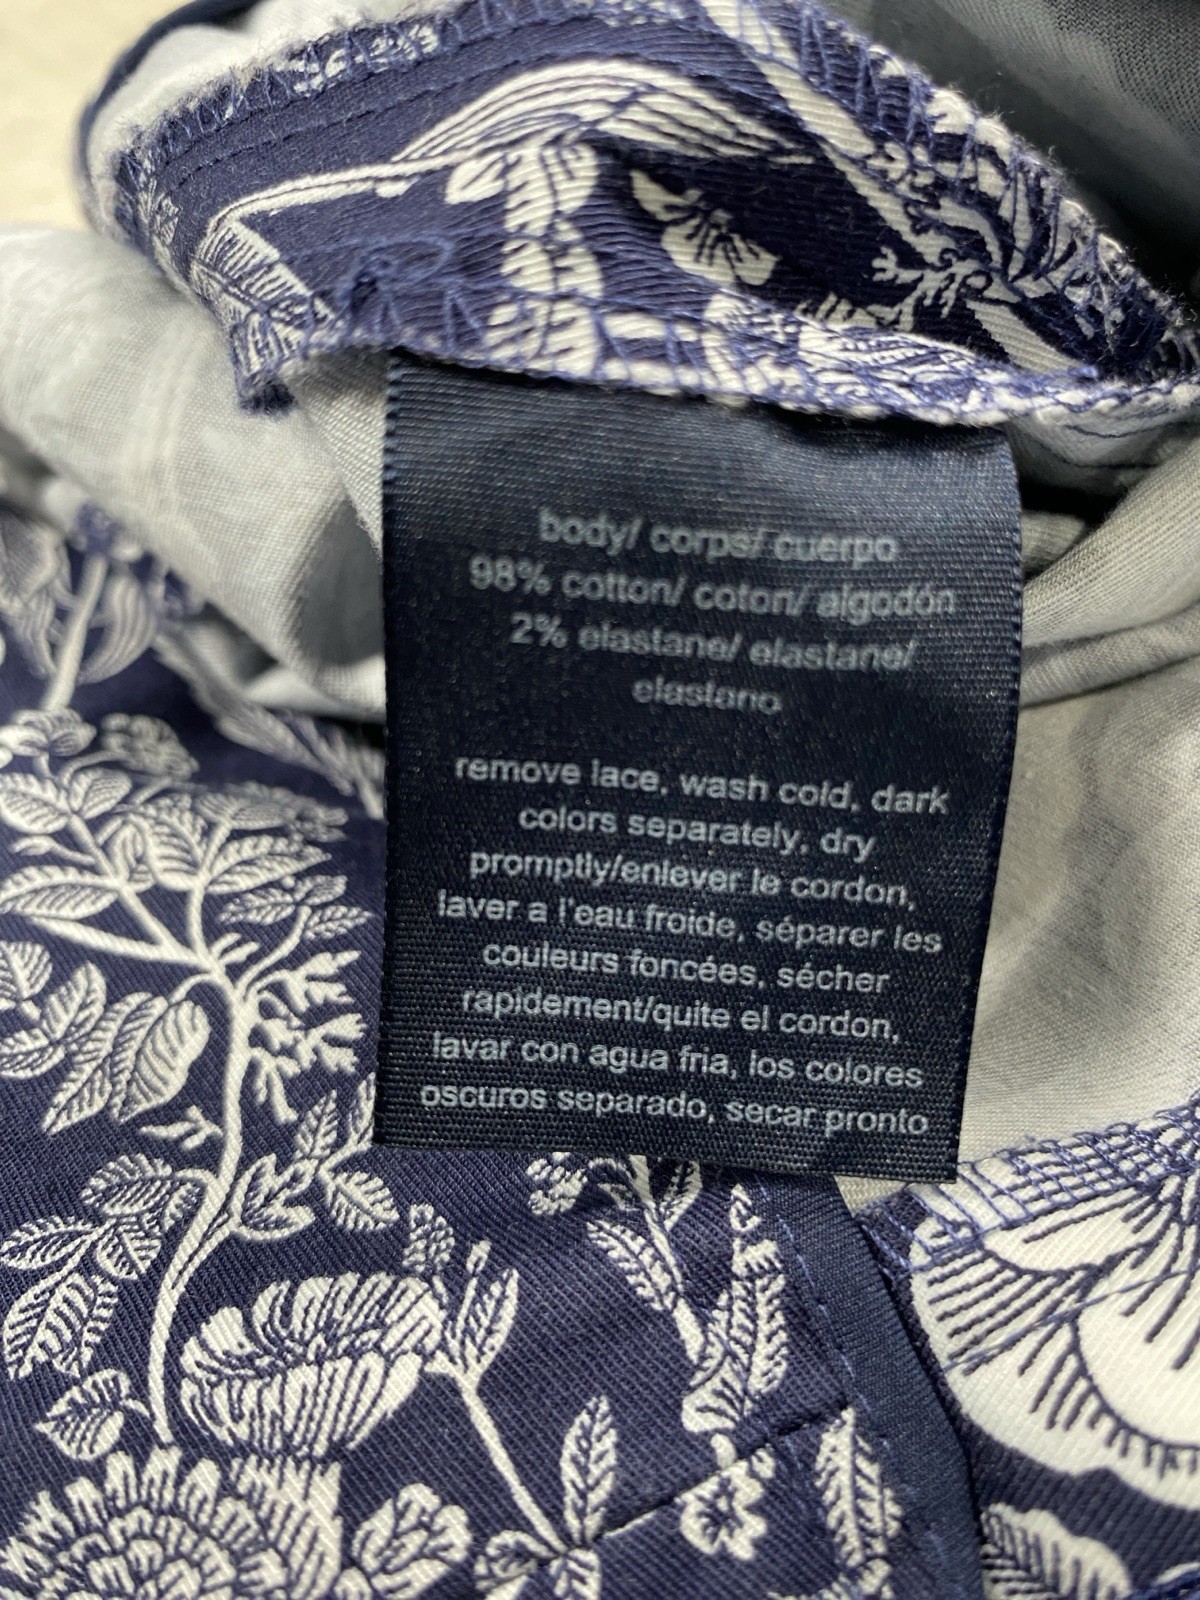 body/ corps/ cuerpo
98% cotton/ coton/ algodón
2% elastane/ elastane/
elastano
remove lace, wash cold, dark
colors separately, dry
promptly/enlever le cordon,
laver a l'eau froide, séparer les
couleurs foncées, sécher
rapidement/quite el cordon,
lavar con agua fria, los colores
oscuros separado, secar pronto